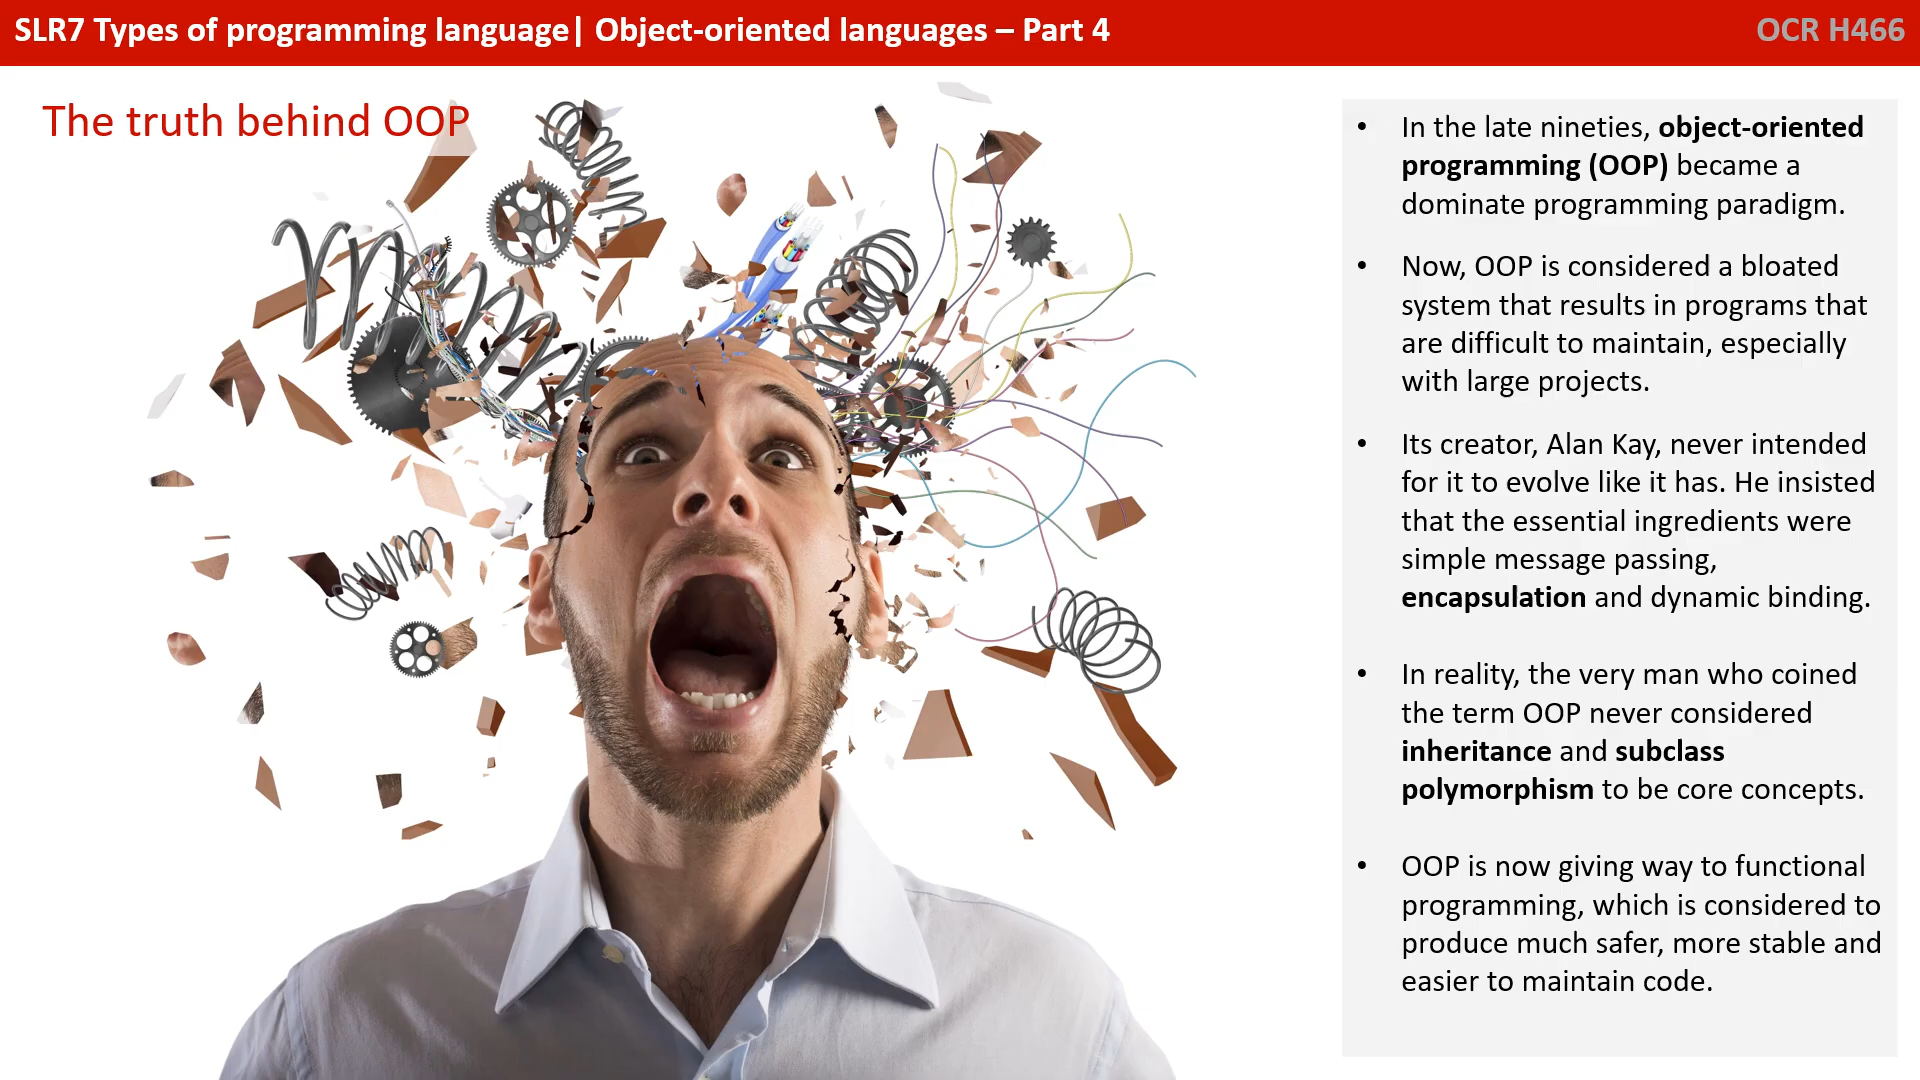 SLR7 Types of programming language| Object-oriented languages – Part 4
OCR H466
The truth behind OOP
• In the late nineties, object-oriented
programming (OOP) became a
dominate programming paradigm.
• Now, OOP is considered a bloated
system that results in programs that
are difficult to maintain, especially
with large projects.
• Its creator, Alan Kay, never intended
for it to evolve like it has. He insisted
that the essential ingredients were
simple message passing,
encapsulation and dynamic binding.
• In reality, the very man who coined
the term OOP never considered
inheritance and subclass
polymorphism to be core concepts.
• OOP is now giving way to functional
programming, which is considered to
produce much safer, more stable and
easier to maintain code.